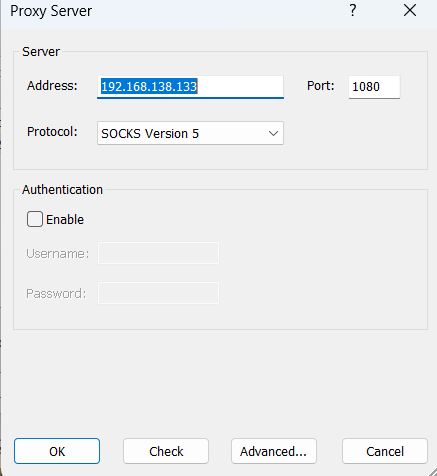 Proxy Server ?
Server
Address: 192.168.138.133 Port: 1080
Protocol: SOCKS Version 5
Authentication
Enable
Username:
Password:
OK Check Advanced... Cancel